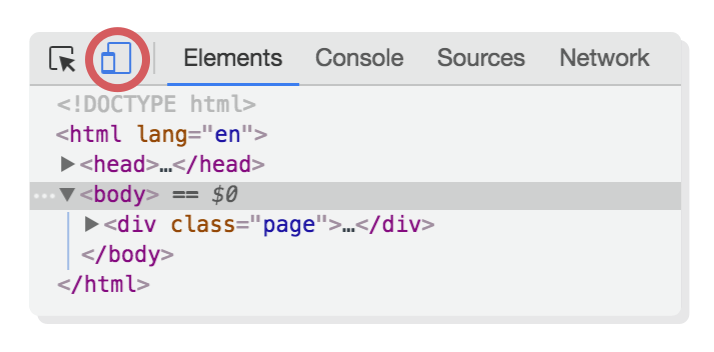 Elements Console Sources Network
<!DOCTYPE html>
<html lang="en">
▶<head>…</head>
…▼<body> == $0
▶<div class="page">…</div>
</body>
</html>